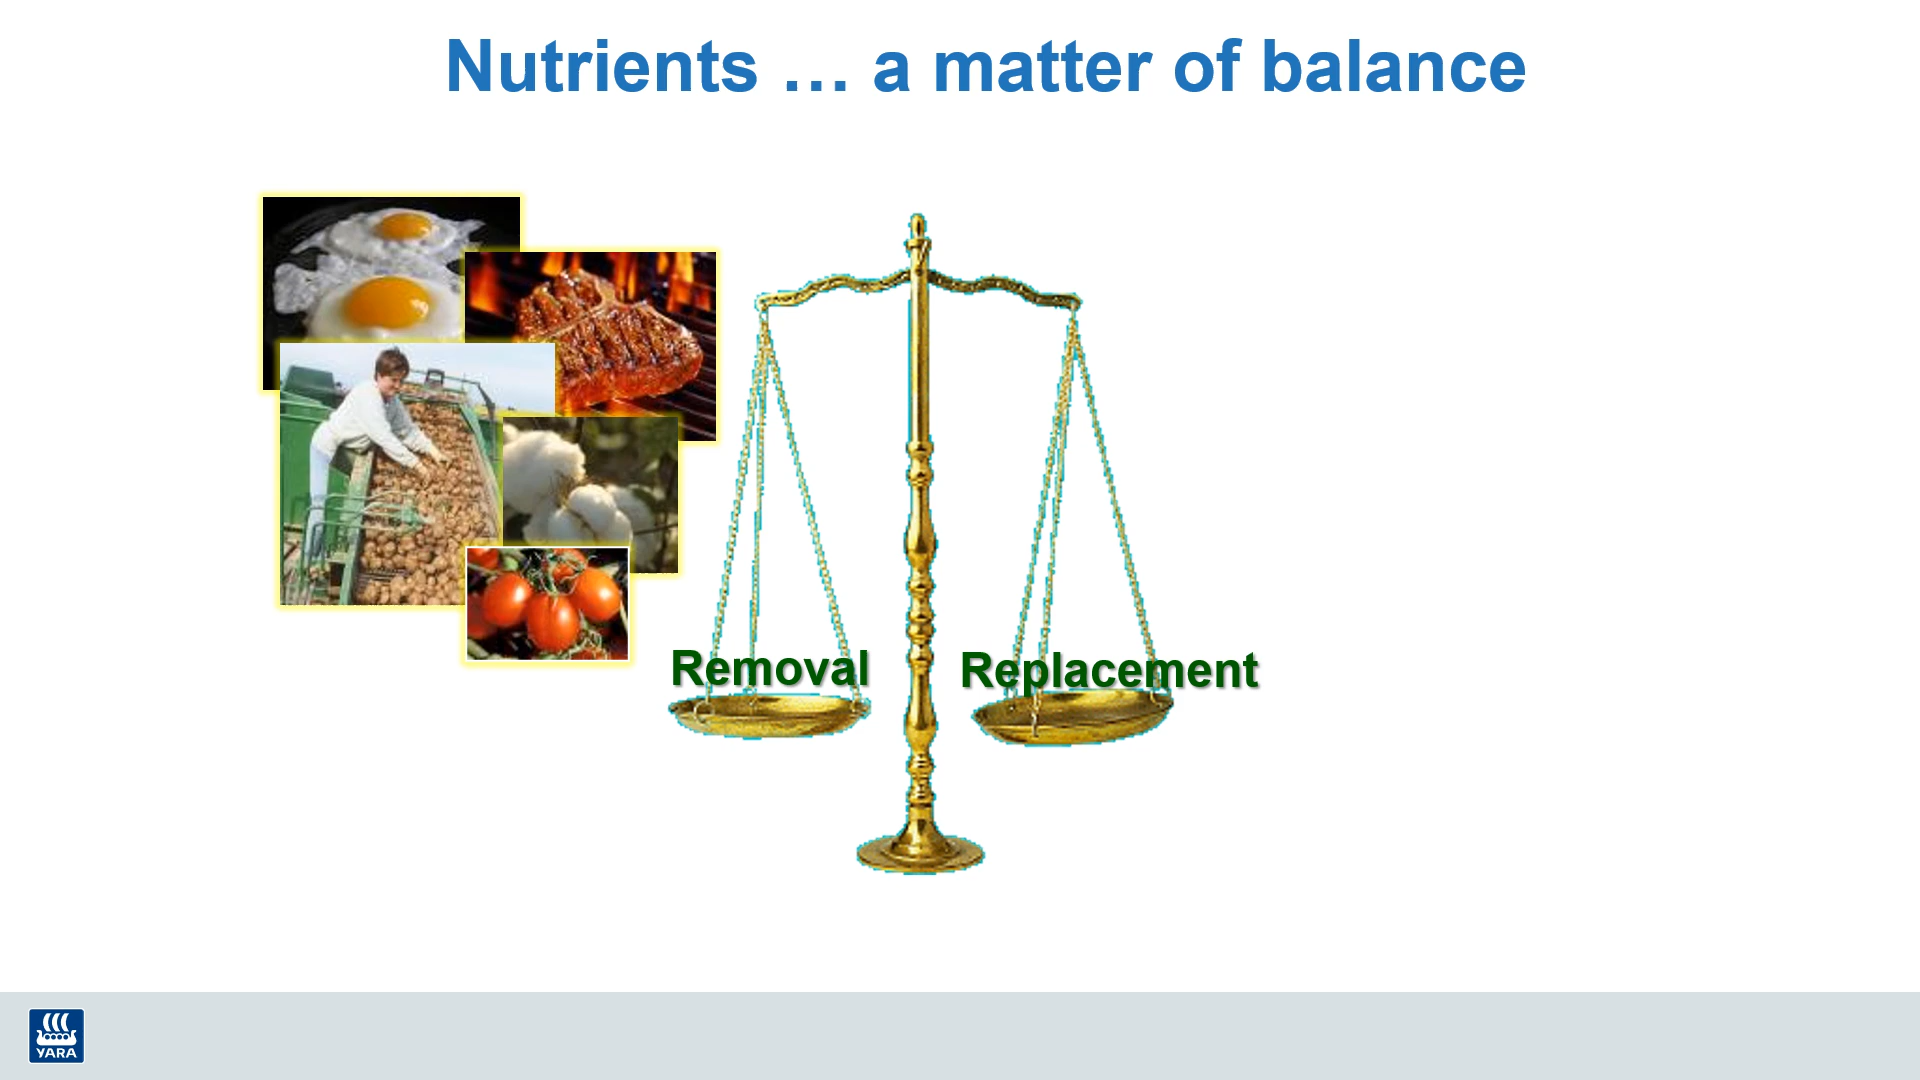 Nutrients … a matter of balance
Removal
Replacement
YARA